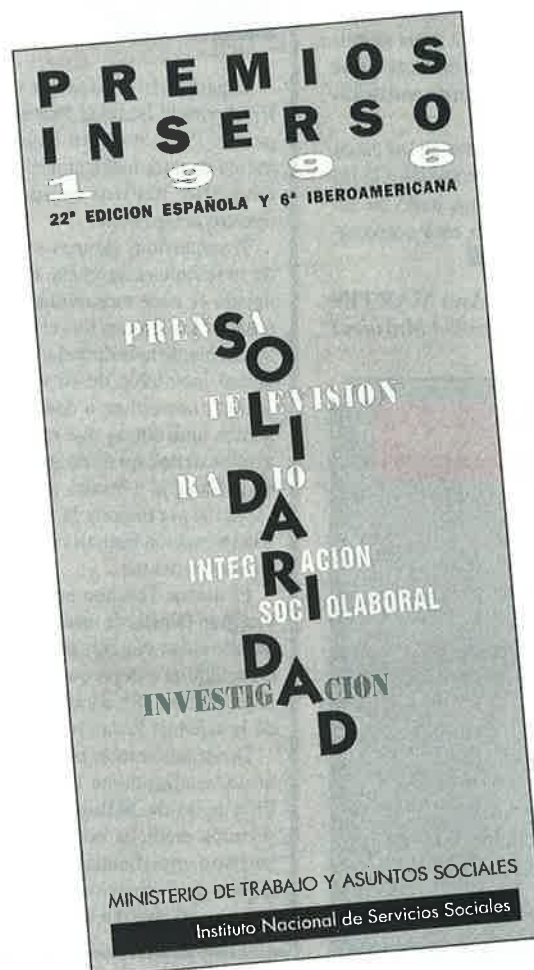 PREMIOS
INSERSO
1996
22ª EDICION ESPAÑOLA Y 6ª IBEROAMERICANA
PRENSA
SOLIDARIDAD
TELEVISION
RADIO
INTEGRACION
SOCIOLABORAL
INVESTIGACION
MINISTERIO DE TRABAJO Y ASUNTOS SOCIALES
Instituto Nacional de Servicios Sociales